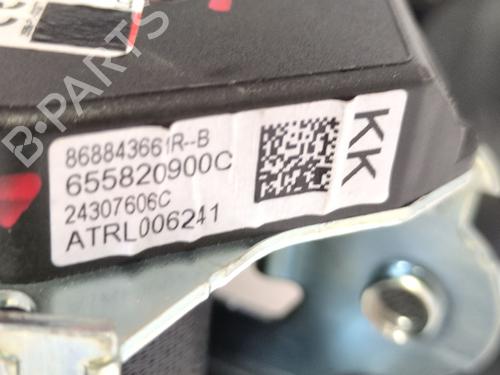 868843661R--B
655820900C
24307606C
ATRL006241
KK
B-PARTS